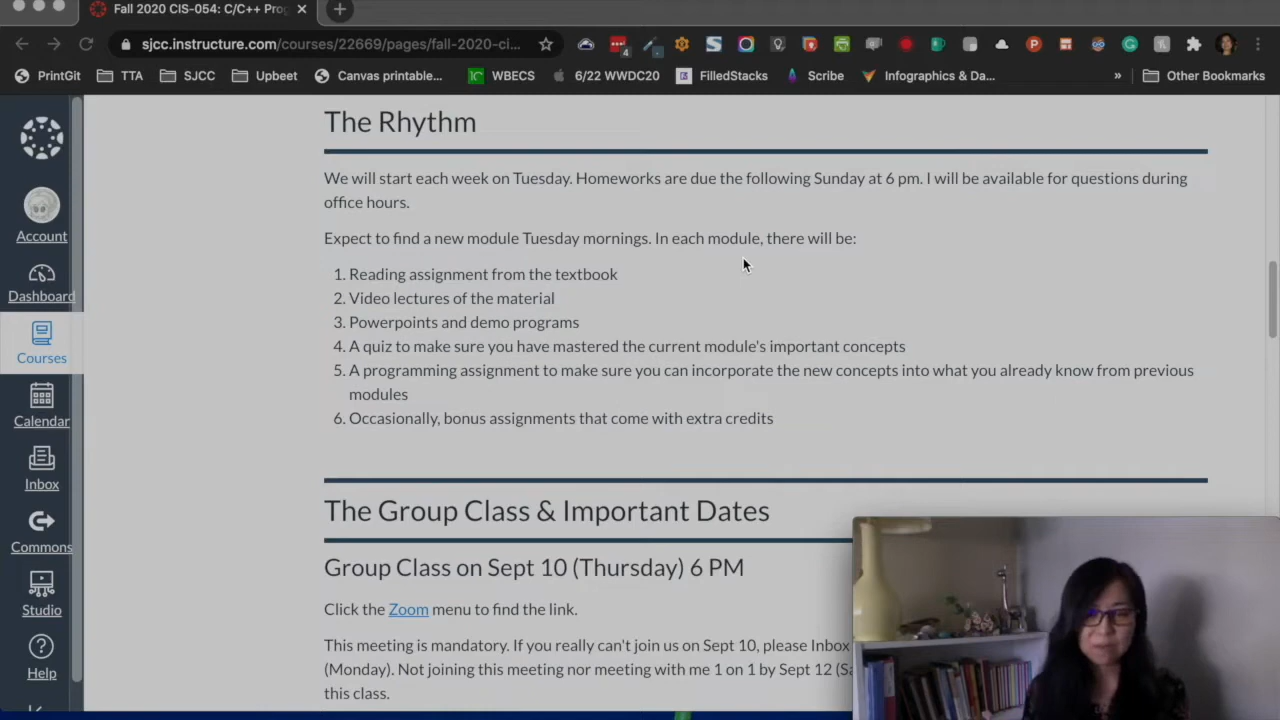 Fall 2020 CIS-054: C/C++ Prog
sjcc.instructure.com/courses/22669/pages/fall-2020-ci...
4
PrintGit TTA SJCC Upbeet Canvas printable... WBECS 6/22 WWDC20 FilledStacks Scribe Infographics & Da... » Other Bookmarks
Account
Dashboard
Courses
Calendar
Inbox
Commons
Studio
Help
The Rhythm
We will start each week on Tuesday. Homeworks are due the following Sunday at 6 pm. I will be available for questions during
office hours.
Expect to find a new module Tuesday mornings. In each module, there will be:
1. Reading assignment from the textbook
2. Video lectures of the material
3. Powerpoints and demo programs
4. A quiz to make sure you have mastered the current module's important concepts
5. A programming assignment to make sure you can incorporate the new concepts into what you already know from previous
modules
6. Occasionally, bonus assignments that come with extra credits
The Group Class & Important Dates
Group Class on Sept 10 (Thursday) 6 PM
Click the Zoom menu to find the link.
This meeting is mandatory. If you really can't join us on Sept 10, please Inbox
(Monday). Not joining this meeting nor meeting with me 1 on 1 by Sept 12 (Sa
this class.